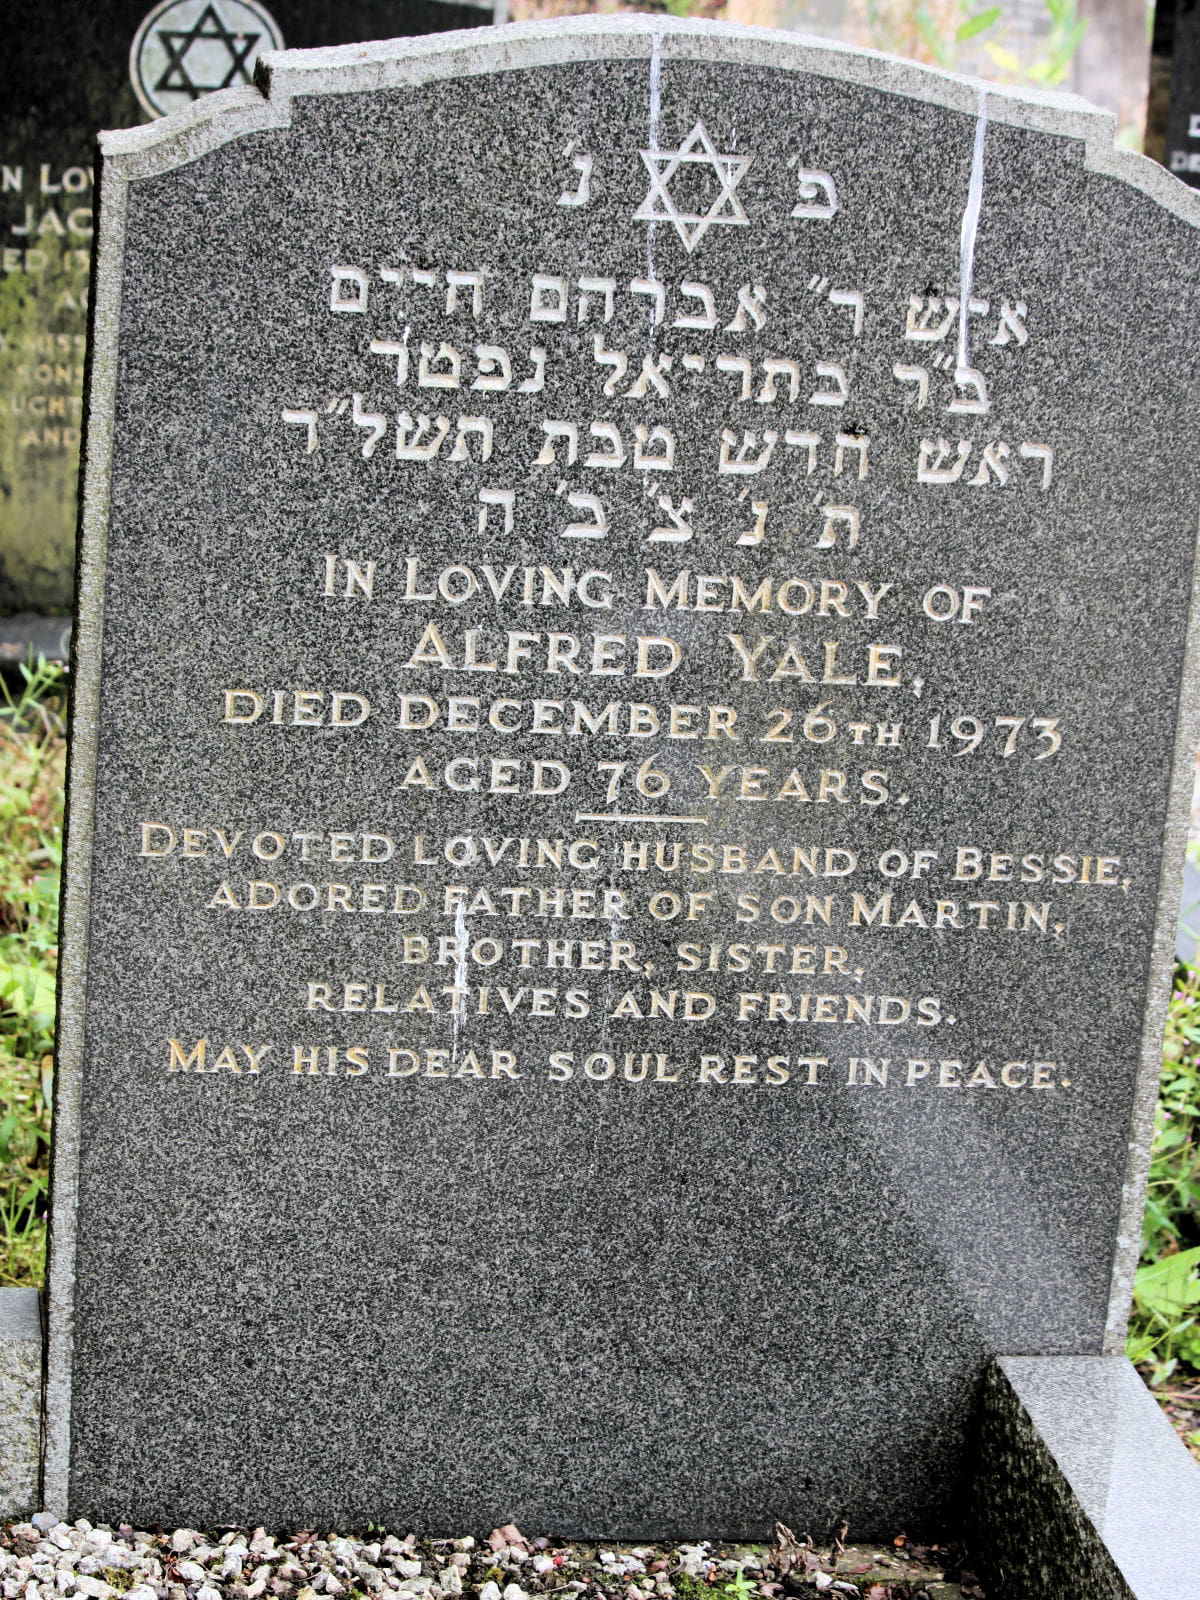 פ' נ'
איש ר" אברהם חיים
ב"ר כתריאל נפטר
ראש חדש טבת תשל"ד
ת' נ' צ' ב' ה
IN LOVING MEMORY OF
ALFRED YALE,
DIED DECEMBER 26TH 1973
AGED 76 YEARS.
DEVOTED LOVING HUSBAND OF BESSIE,
ADORED FATHER OF SON MARTIN,
BROTHER, SISTER,
RELATIVES AND FRIENDS.
MAY HIS DEAR SOUL REST IN PEACE.